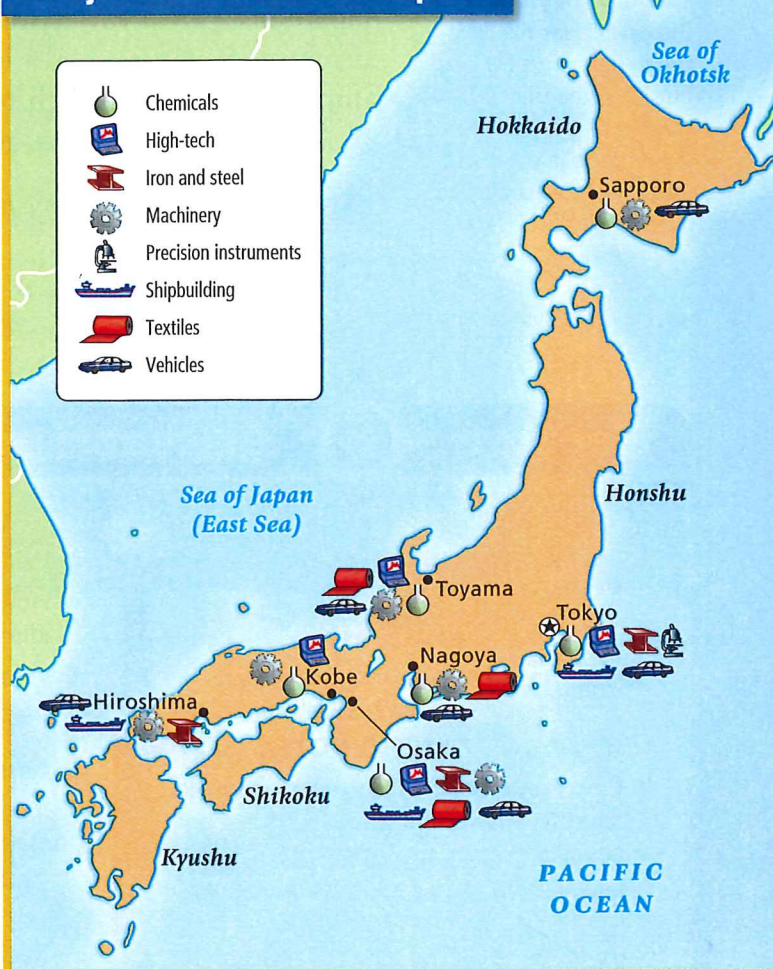 Chemicals
High-tech
Iron and steel
Machinery
Precision instruments
Shipbuilding
Textiles
Vehicles
Sea of
Okhotsk
Hokkaido
Sapporo
Sea of Japan
(East Sea)
Honshu
Toyama
Tokyo
Nagoya
Kobe
Hiroshima
Osaka
Shikoku
Kyushu
PACIFIC
OCEAN